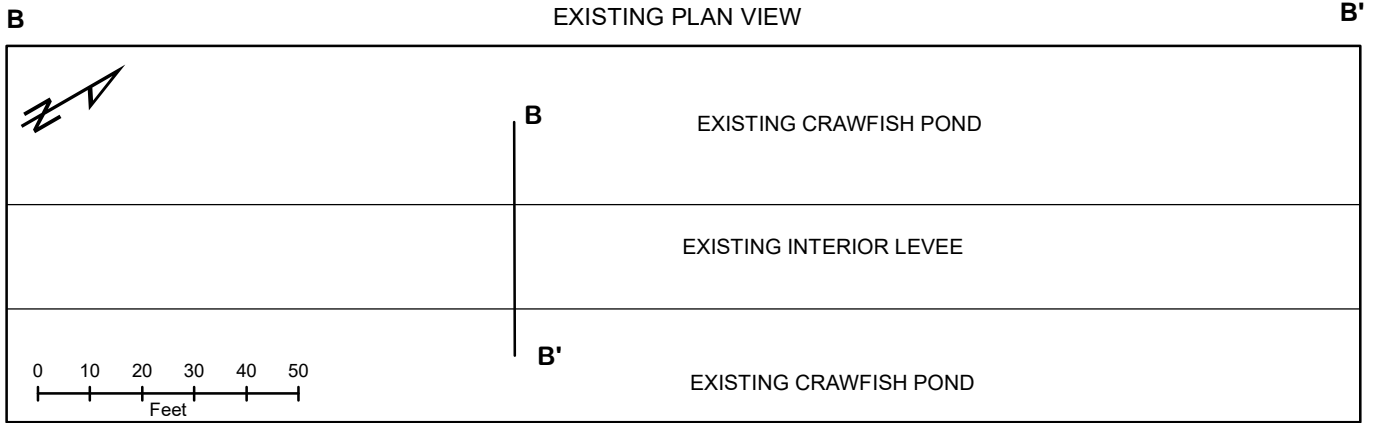 B EXISTING PLAN VIEW B'
N
B
EXISTING CRAWFISH POND
EXISTING INTERIOR LEVEE
B'
0 10 20 30 40 50
Feet
EXISTING CRAWFISH POND